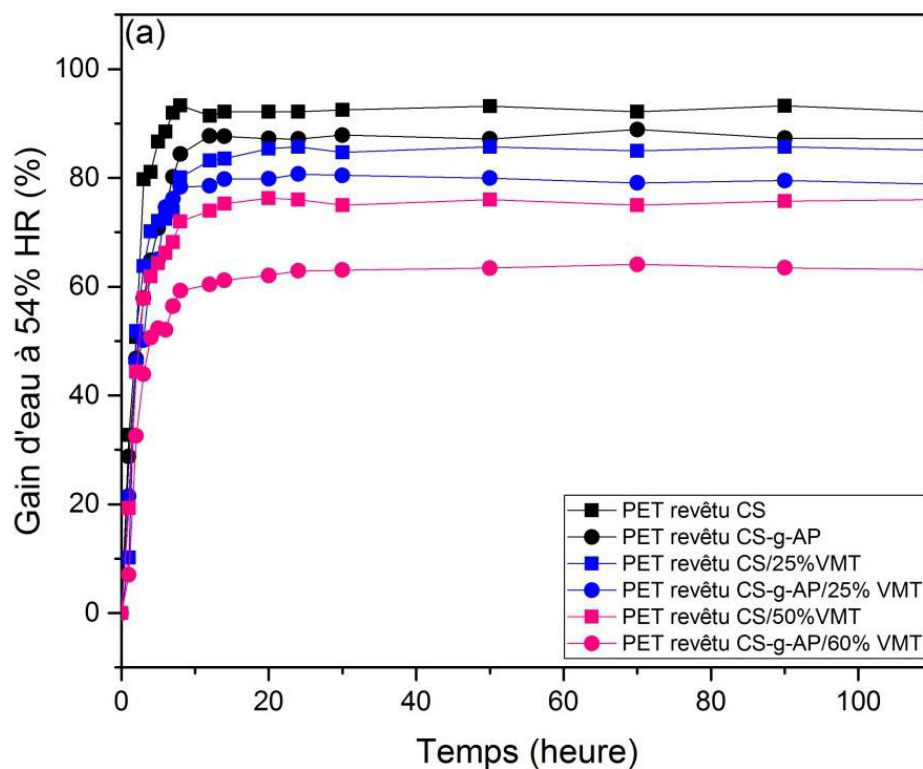 (a)
100
80
60
40
20
0
Gain d'eau à 54% HR (%)
PET revêtu CS
PET revêtu CS-g-AP
PET revêtu CS/25%VMT
PET revêtu CS-g-AP/25% VMT
PET revêtu CS/50%VMT
PET revêtu CS-g-AP/60% VMT
0 20 40 60 80 100
Temps (heure)